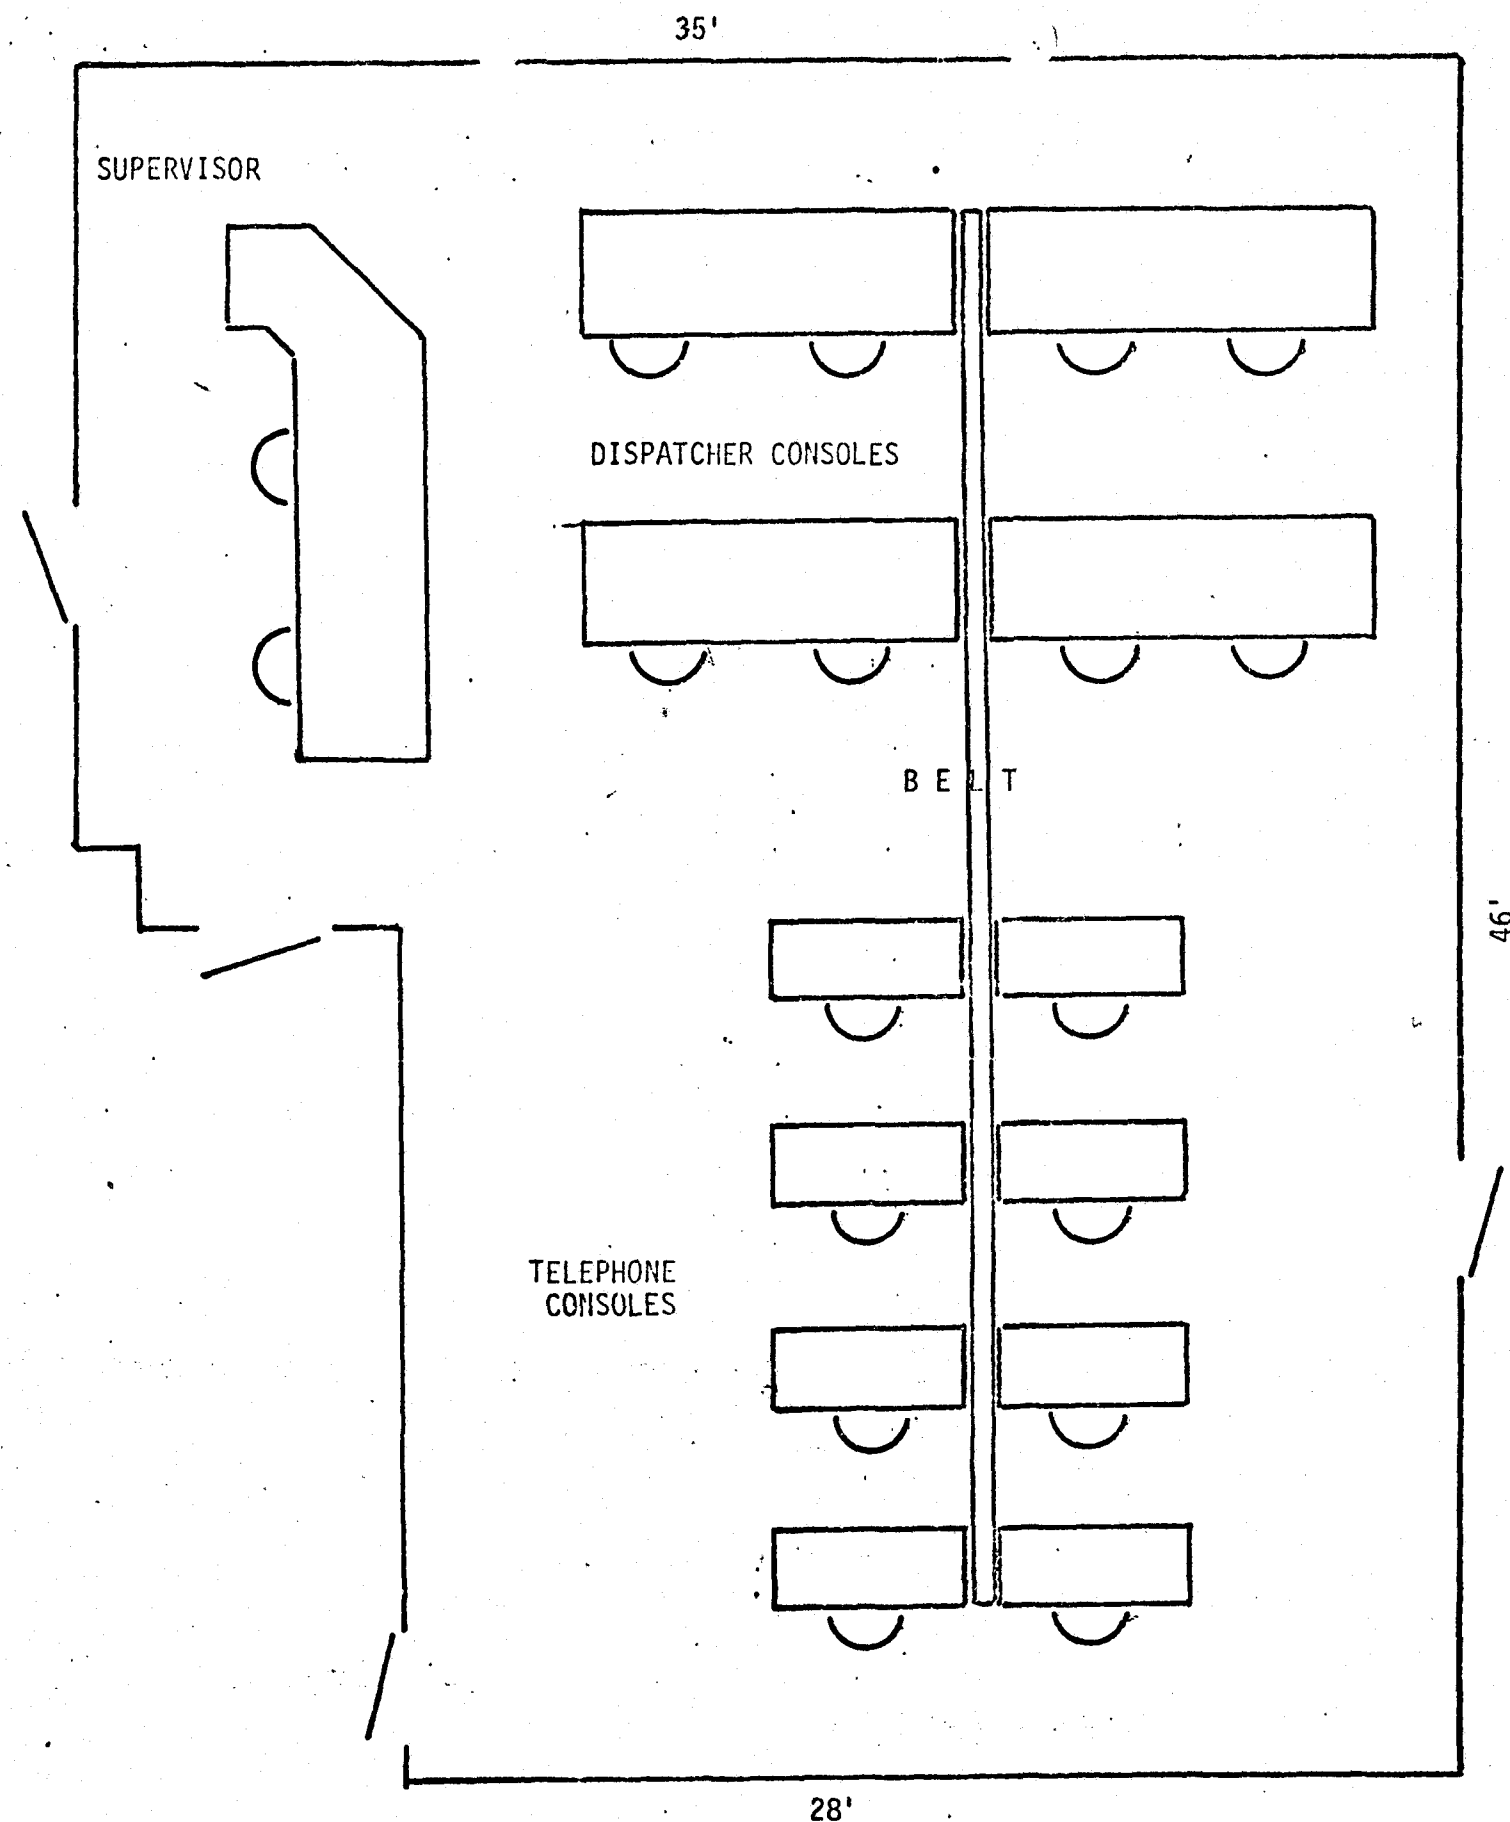 35'
SUPERVISOR
DISPATCHER CONSOLES
BELT
46'
TELEPHONE
CONSOLES
28'